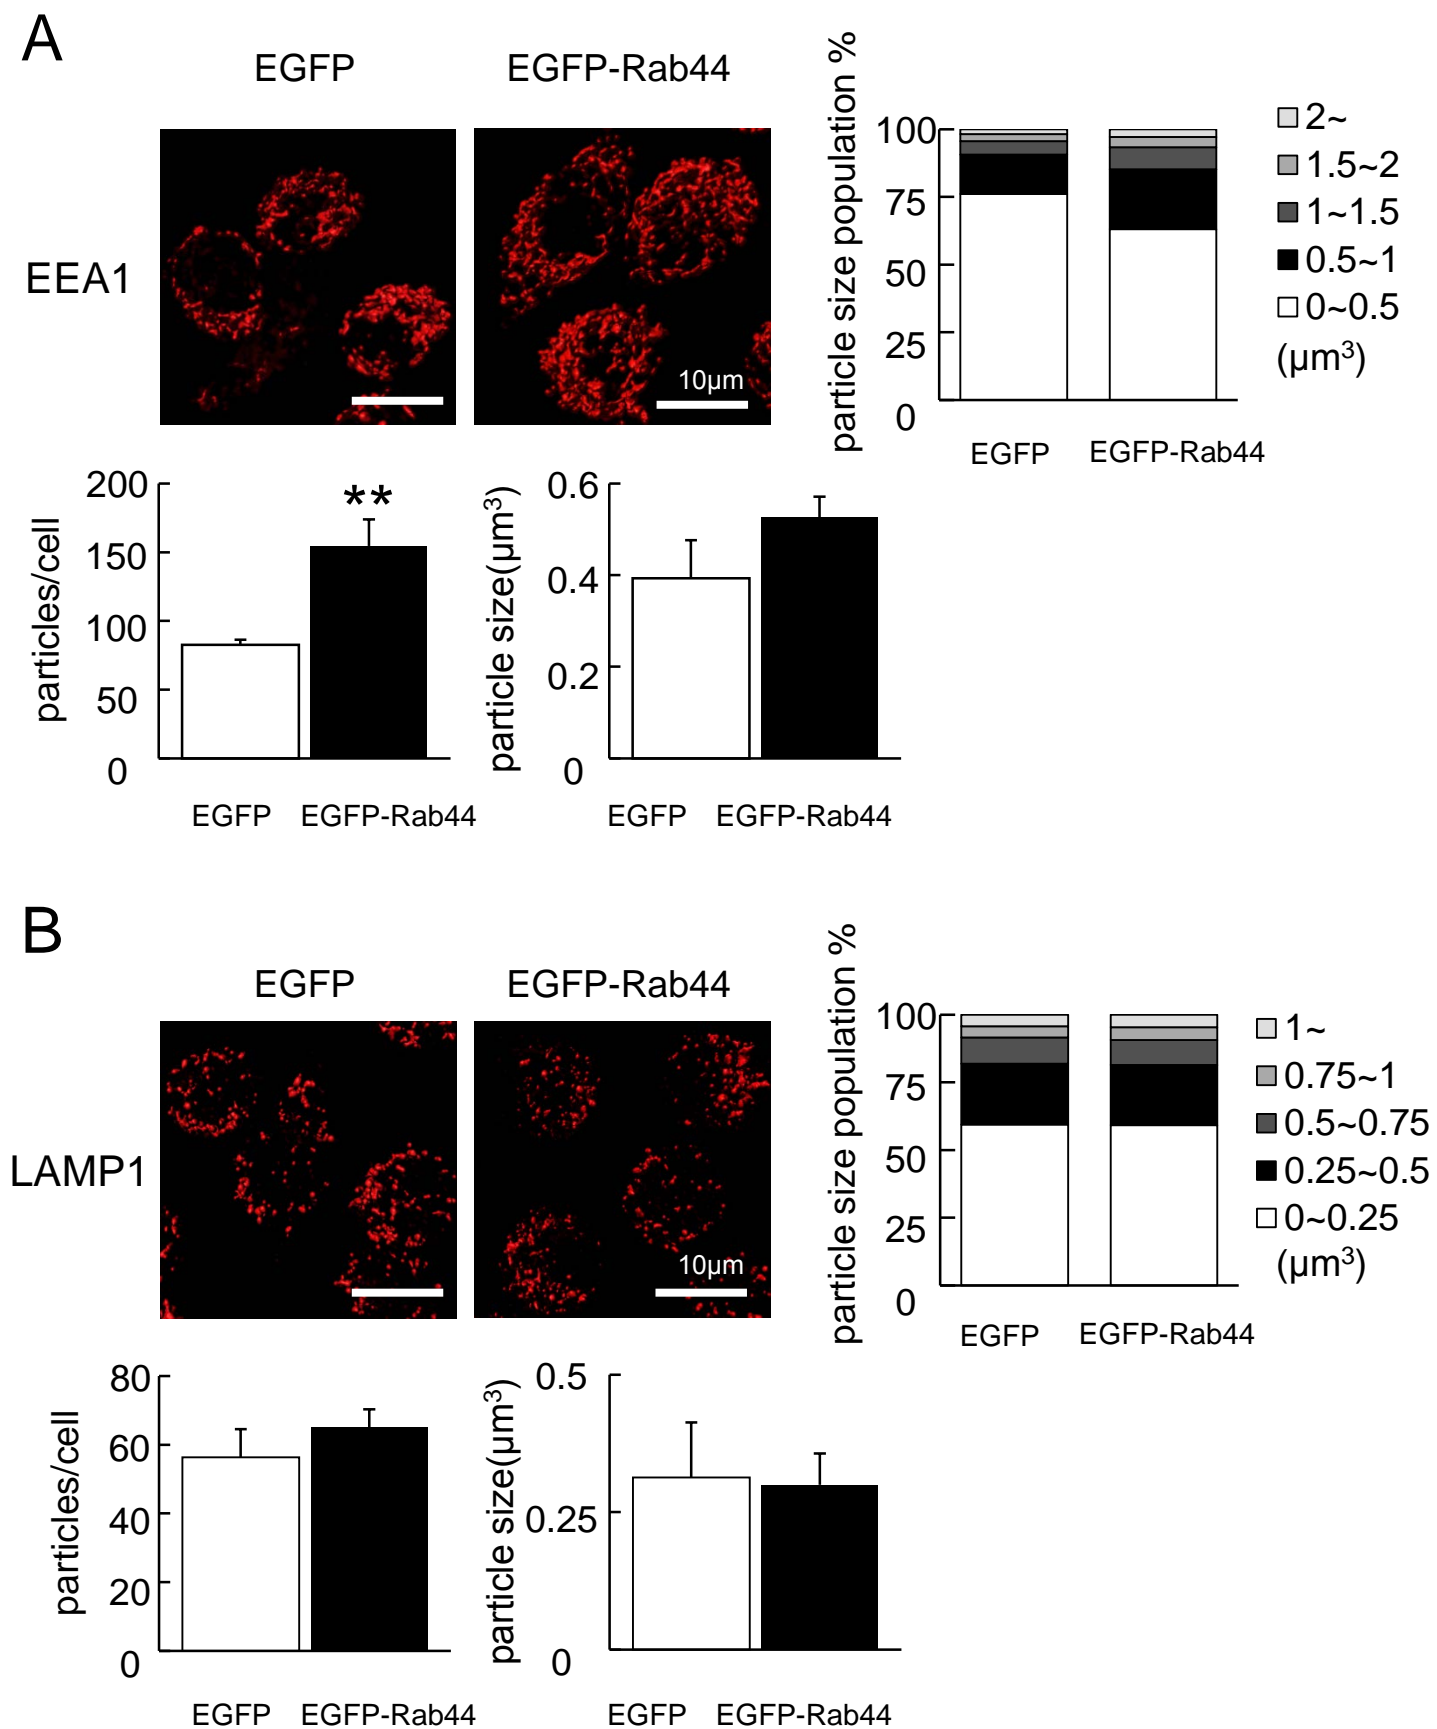 A
EGFP
EGFP-Rab44
EEA1
10µm
particle size population %
100
75
50
25
0
EGFP
EGFP-Rab44
2~
1.5~2
1~1.5
0.5~1
0~0.5
(µm³)
particles/cell
200
150
100
50
0
**
EGFP
EGFP-Rab44
particle size(µm³)
0.6
0.4
0.2
0
EGFP
EGFP-Rab44
B
EGFP
EGFP-Rab44
LAMP1
10µm
particle size population %
100
75
50
25
0
EGFP
EGFP-Rab44
1~
0.75~1
0.5~0.75
0.25~0.5
0~0.25
(µm³)
particles/cell
80
60
40
20
0
EGFP
EGFP-Rab44
particle size(µm³)
0.5
0.25
0
EGFP
EGFP-Rab44